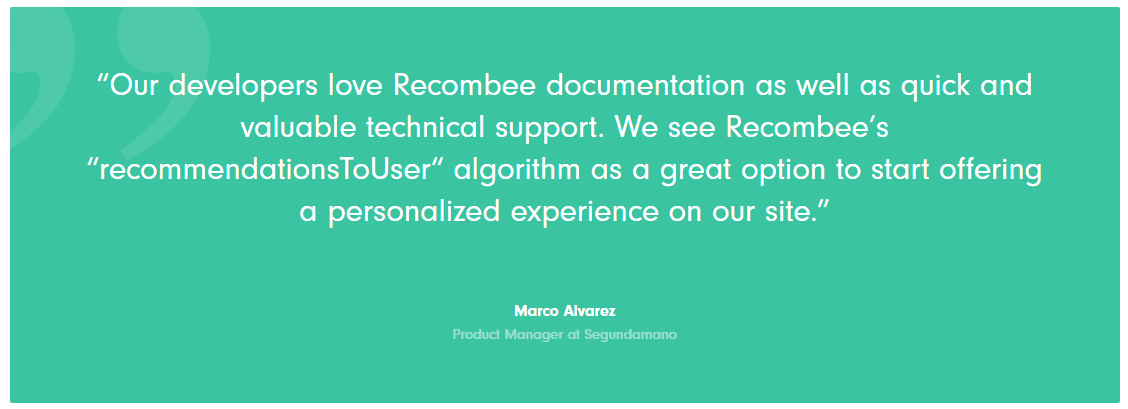 “Our developers love Recombee documentation as well as quick and
valuable technical support. We see Recombee’s
“recommendationsToUser“ algorithm as a great option to start offering
a personalized experience on our site.”
Marco Alvarez
Product Manager at Segundamano